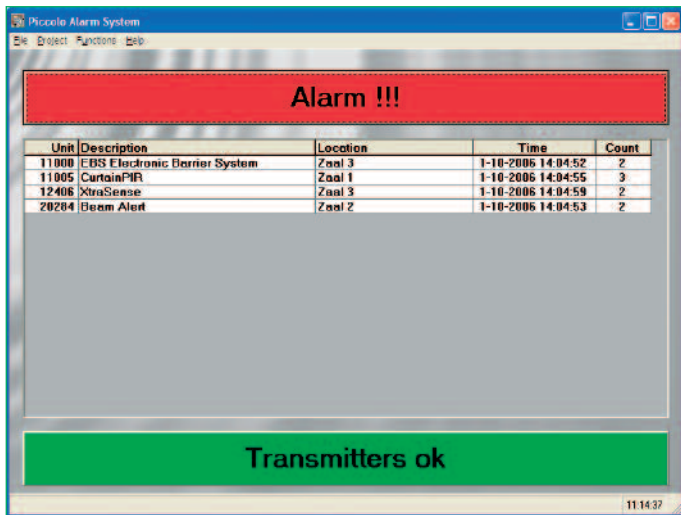 Piccolo Alarm System
File Project Functions Help
Alarm !!!
Unit Description Location Time Count
11000 EBS Electronic Barrier System Zaal 3 1-10-2006 14:04:52 2
11005 CurtainPIR Zaal 1 1-10-2006 14:04:55 3
12406 XtraSense Zaal 3 1-10-2006 14:04:59 2
20284 Beam Alert Zaal 2 1-10-2006 14:04:53 2
Transmitters ok
11:14:37